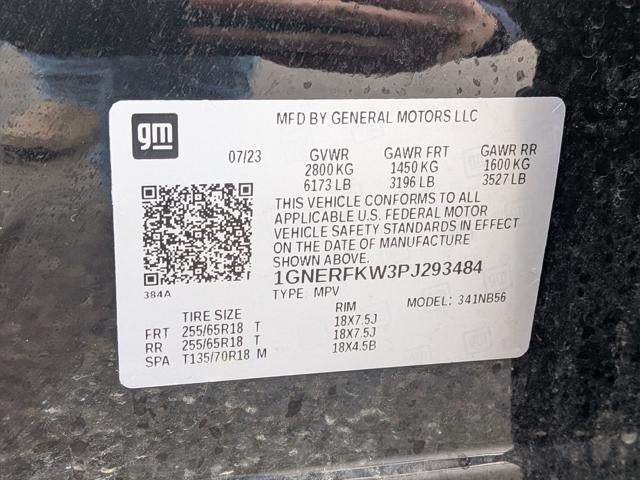 gm
MFD BY GENERAL MOTORS LLC
07/23 GVWR GAWR FRT GAWR RR
2800 KG 1450 KG 1600 KG
6173 LB 3196 LB 3527 LB
THIS VEHICLE CONFORMS TO ALL
APPLICABLE U.S. FEDERAL MOTOR
VEHICLE SAFETY STANDARDS IN EFFECT
ON THE DATE OF MANUFACTURE
SHOWN ABOVE.
384A
1GNERFKW3PJ293484
TYPE MPV MODEL: 341NB56
TIRE SIZE RIM
FRT 255/65R18 T 18X7.5J
RR 255/65R18 T 18X7.5J
SPA T135/70R18 M 18X4.5B